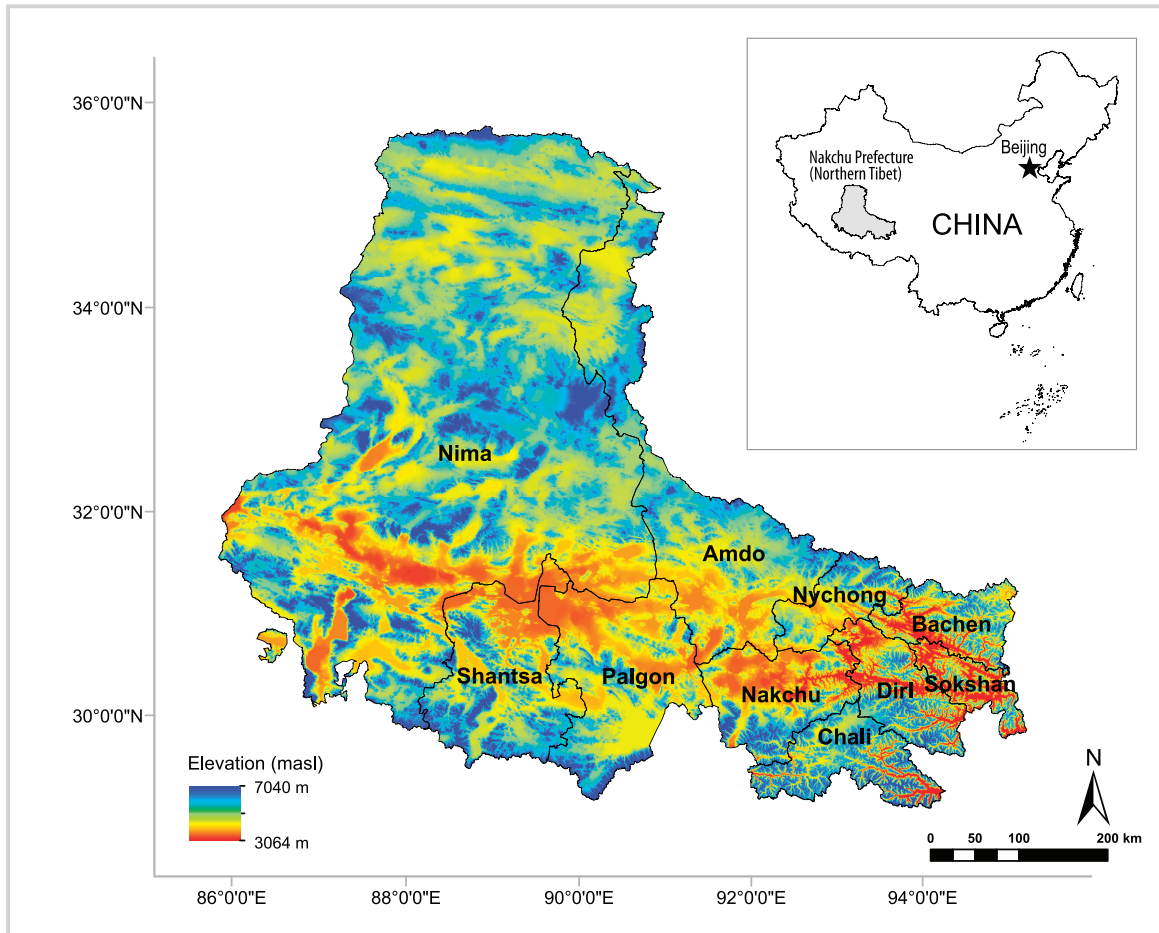 36°0'0"N
34°0'0"N
32°0'0"N
30°0'0"N
86°0'0"E
88°0'0"E
90°0'0"E
92°0'0"E
94°0'0"E
Nakchu Prefecture
(Northern Tibet)
Beijing
CHINA
Nima
Amdo
Nychong
Bachen
Shantsa
Palgon
Nakchu
DirI
Sokshan
Chali
Elevation (masl)
7040 m
3064 m
N
0 50 100 200 km